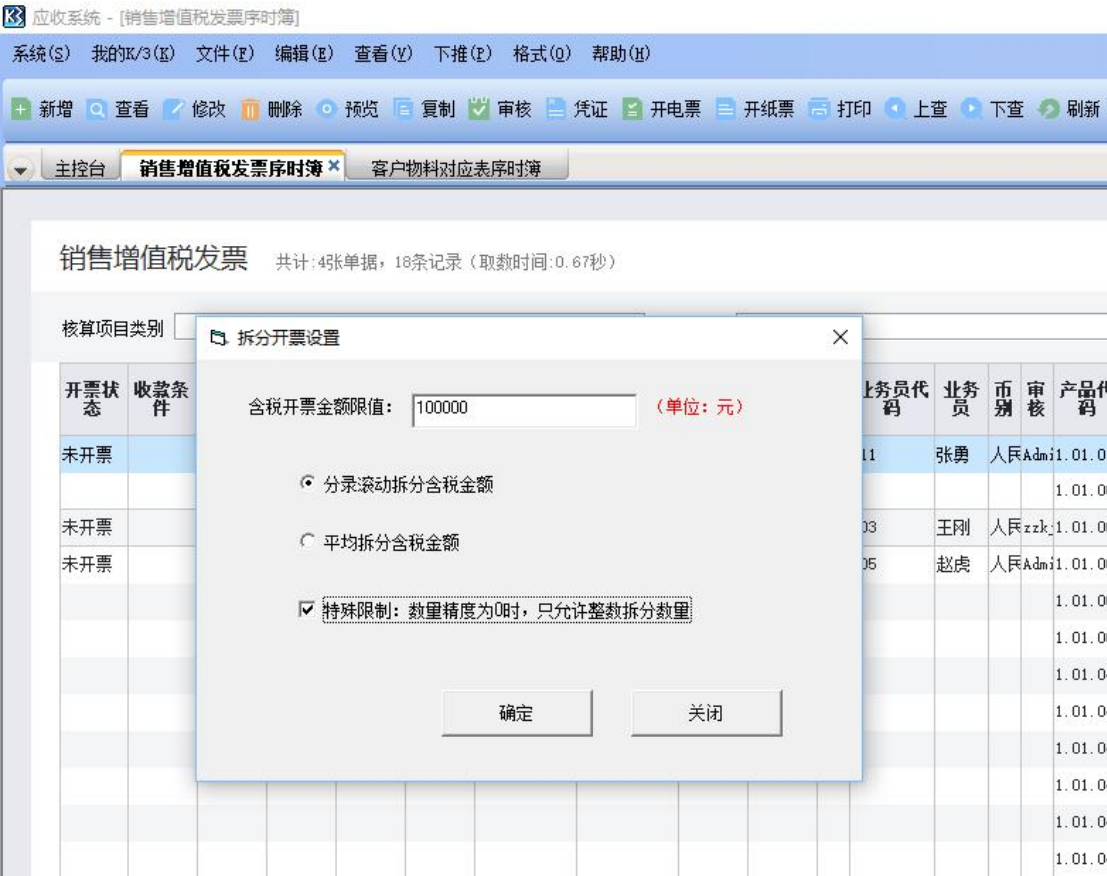 应收系统 - [销售增值税发票序时簿]
系统(S) 我的K/3(K) 文件(F) 编辑(E) 查看(V) 下推(P) 格式(O) 帮助(H)
新增 查看 修改 删除 预览 复制 审核 凭证 开电票 开纸票 打印 上查 下查 刷新
主控台 销售增值税发票序时簿 客户物料对应表序时簿
销售增值税发票 共计:4张单据，18条记录（取数时间:0.67秒）
核算项目类别
拆分开票设置
开票状态 收款条件 业务员代码 业务员 币别 审核 产品代码
含税开票金额限值： 100000 （单位：元）
未开票 11 张勇 人民 Admi 1.01.0
分录滚动拆分含税金额
1.01.0
未开票 03 王刚 人民 zzkj 1.01.0
平均拆分含税金额
未开票 05 赵虎 人民 Admi 1.01.0
特殊限制：数量精度为0时，只允许整数拆分数量
1.01.0
1.01.0
1.01.0
确定 关闭
1.01.0
1.01.0
1.01.0
1.01.0
1.01.0